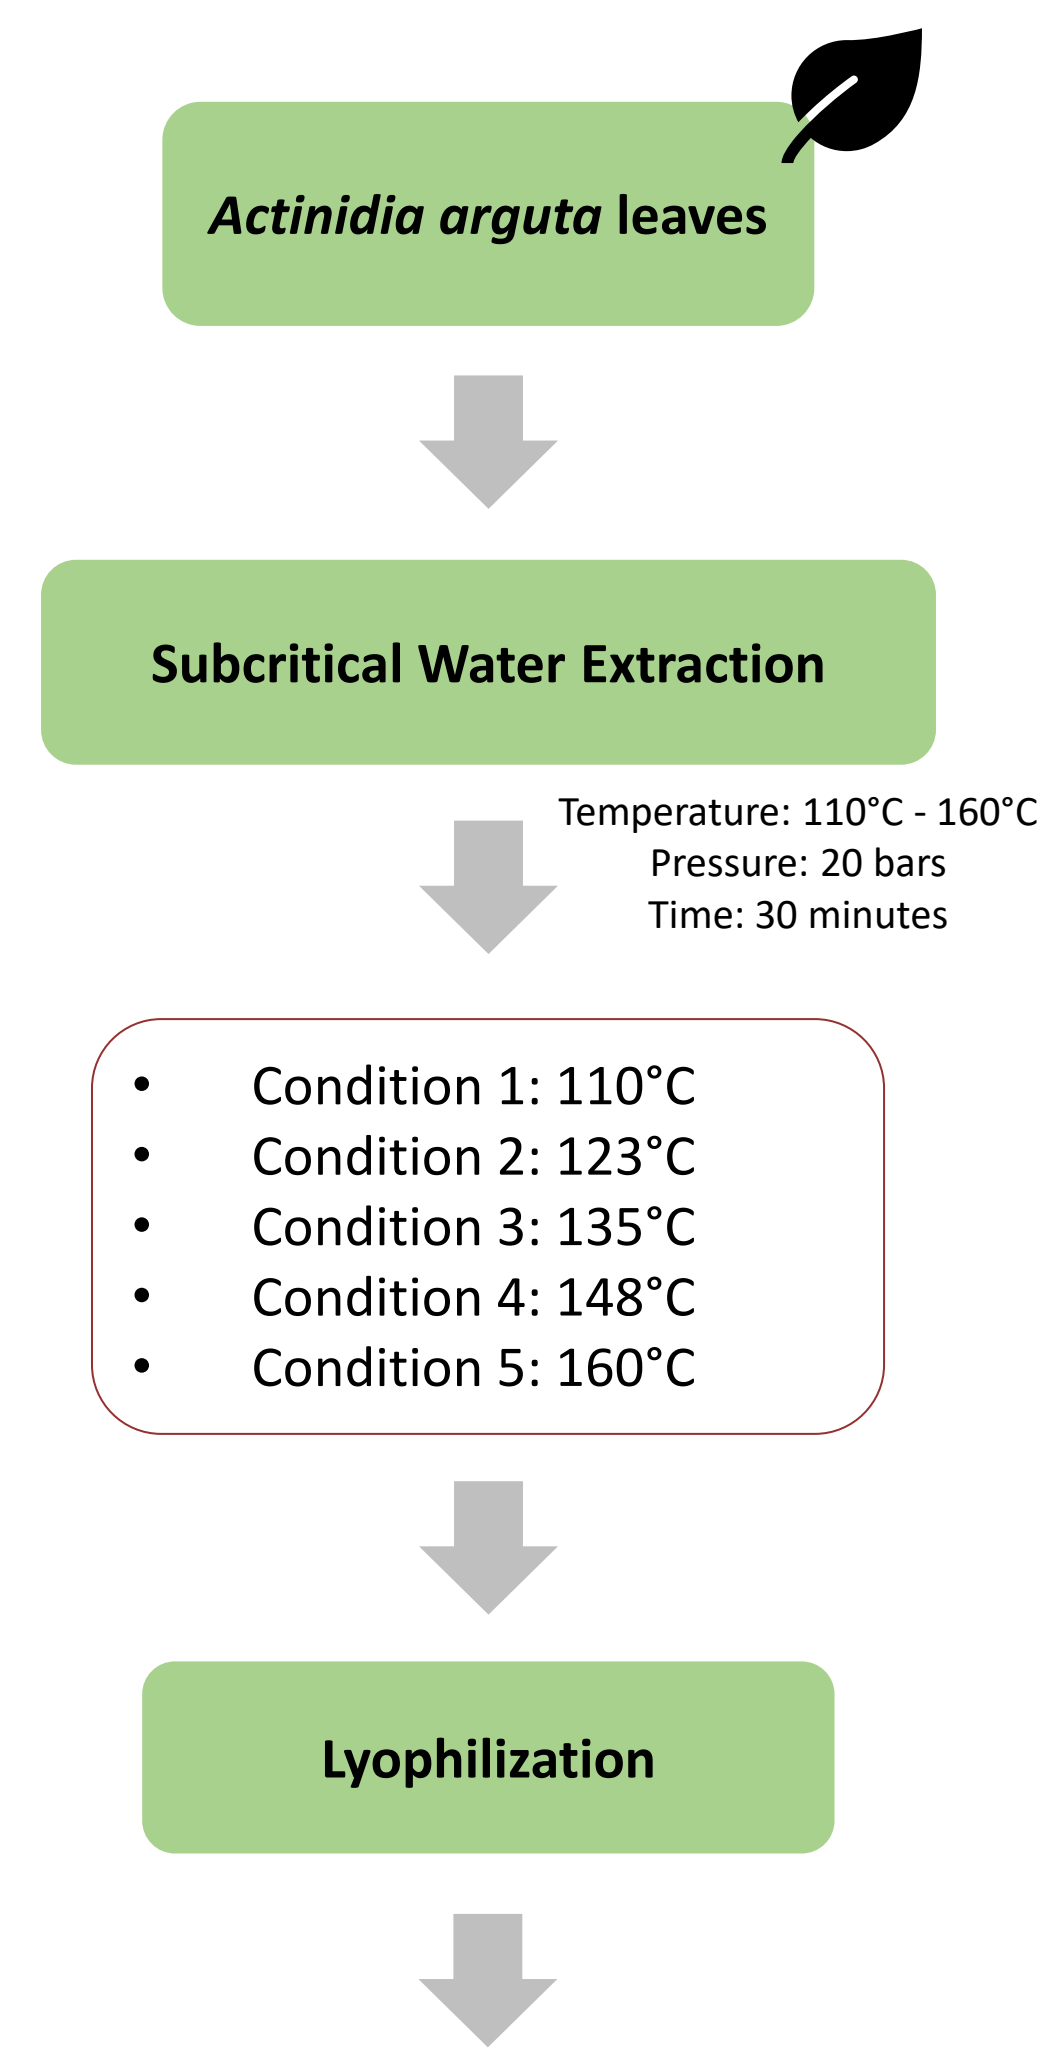 Actinidia arguta leaves
Subcritical Water Extraction
Temperature: 110°C - 160°C
Pressure: 20 bars
Time: 30 minutes
• Condition 1: 110°C
• Condition 2: 123°C
• Condition 3: 135°C
• Condition 4: 148°C
• Condition 5: 160°C
Lyophilization